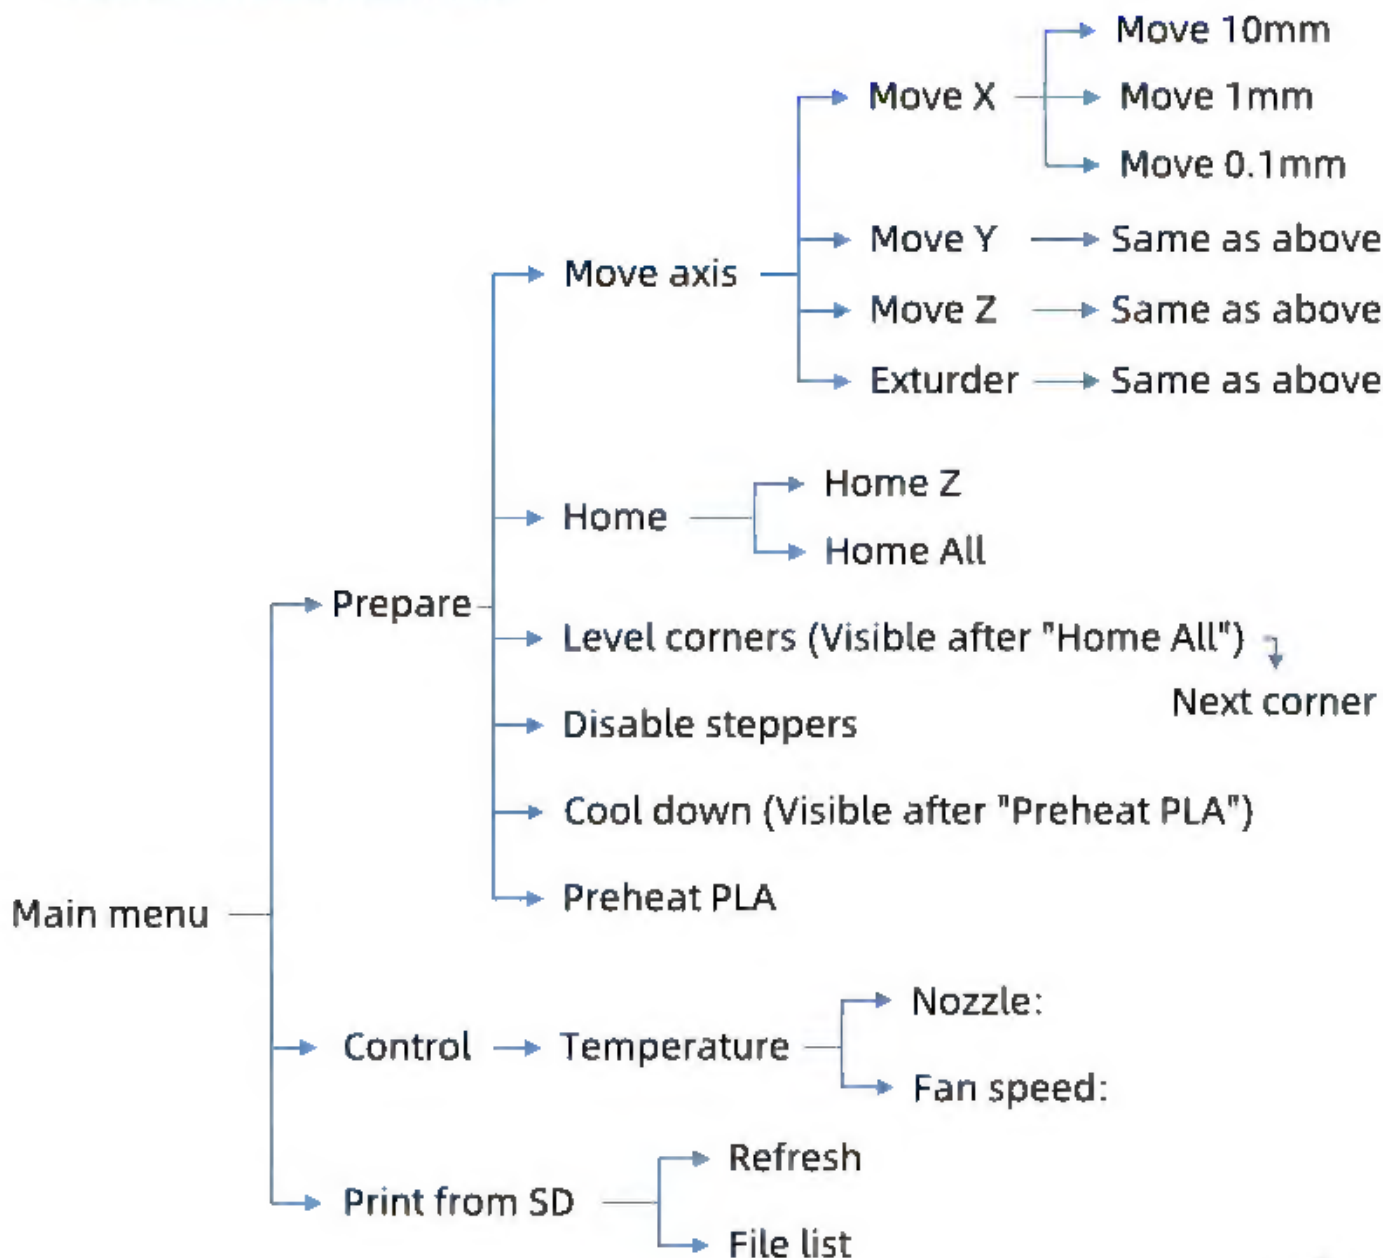 Move 10mm
Move X
Move 1mm
Move 0.1mm
Move Y
Same as above
Move axis
Move Z
Same as above
Exturder
Same as above
Home Z
Home
Home All
Prepare
Level corners (Visible after "Home All")
Next corner
Disable steppers
Cool down (Visible after "Preheat PLA")
Preheat PLA
Main menu
Nozzle:
Control
Temperature
Fan speed:
Refresh
Print from SD
File list